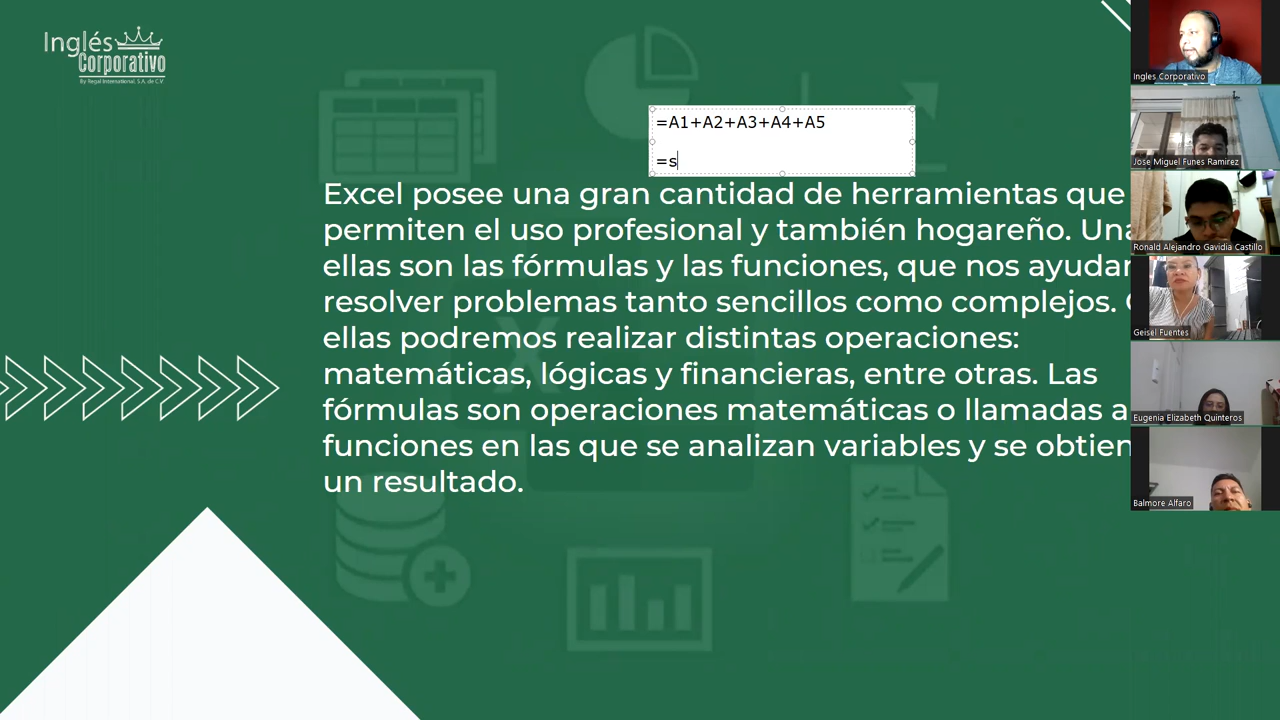 Inglés
Corporativo
By Regal International, S.A. de C.V
=A1+A2+A3+A4+A5
=s
Excel posee una gran cantidad de herramientas que
permiten el uso profesional y también hogareño. Una
ellas son las fórmulas y las funciones, que nos ayudan
resolver problemas tanto sencillos como complejos.
ellas podremos realizar distintas operaciones:
matemáticas, lógicas y financieras, entre otras. Las
fórmulas son operaciones matemáticas o llamadas a
funciones en las que se analizan variables y se obtien
un resultado.
Ingles Corporativo
Jose Miguel Funes Ramirez
Ronald Alejandro Gavidia Castillo
Geisel Fuentes
Eugenia Elizabeth Quinteros
Balmore Alfaro